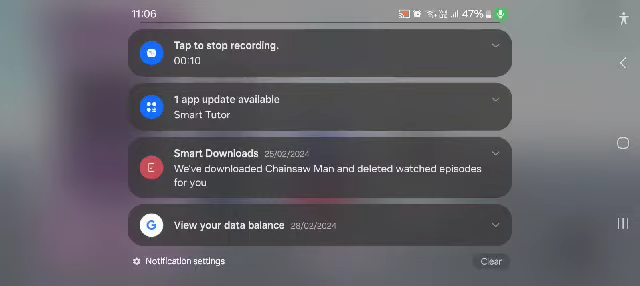 11:06
47%
Tap to stop recording.
00:10
1 app update available
Smart Tutor
Smart Downloads 25/02/2024
We've downloaded Chainsaw Man and deleted watched episodes
for you
G
View your data balance 28/02/2024
Notification settings
Clear